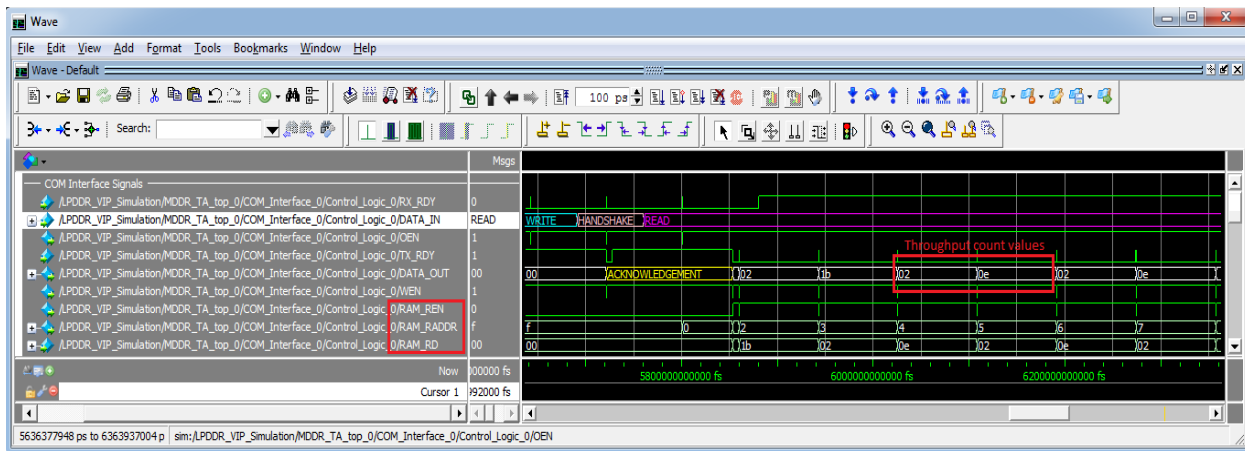 Wave
File Edit View Add Format Tools Bookmarks Window Help
Wave - Default
100 ps
Search:
Msgs
COM Interface Signals
/LPDDR_VIP_Simulation/MDDR_TA_top_0/COM_Interface_0/Control_Logic_0/RX_RDY 0
/LPDDR_VIP_Simulation/MDDR_TA_top_0/COM_Interface_0/Control_Logic_0/DATA_IN READ WRITE HANDSHAKE READ
/LPDDR_VIP_Simulation/MDDR_TA_top_0/COM_Interface_0/Control_Logic_0/OEN 1
Throughput count values
/LPDDR_VIP_Simulation/MDDR_TA_top_0/COM_Interface_0/Control_Logic_0/TX_RDY 1
/LPDDR_VIP_Simulation/MDDR_TA_top_0/COM_Interface_0/Control_Logic_0/DATA_OUT 00 00 ACKNOWLEDGEMENT 02 1b 02 0e 02 0e
/LPDDR_VIP_Simulation/MDDR_TA_top_0/COM_Interface_0/Control_Logic_0/WEN 1
/LPDDR_VIP_Simulation/MDDR_TA_top_0/COM_Interface_0/Control_Logic_0/RAM_REN 0
/LPDDR_VIP_Simulation/MDDR_TA_top_0/COM_Interface_0/Control_Logic_0/RAM_RADDR f f 0 2 3 4 5 6 7
/LPDDR_VIP_Simulation/MDDR_TA_top_0/COM_Interface_0/Control_Logic_0/RAM_RD 00 00 1b 02 0e 02 0e 02
Now 000000 fs 5800000000000 fs 6000000000000 fs 6200000000000 fs
Cursor 1 992000 fs
5636377948 ps to 6363937004 p sim:/LPDDR_VIP_Simulation/MDDR_TA_top_0/COM_Interface_0/Control_Logic_0/OEN